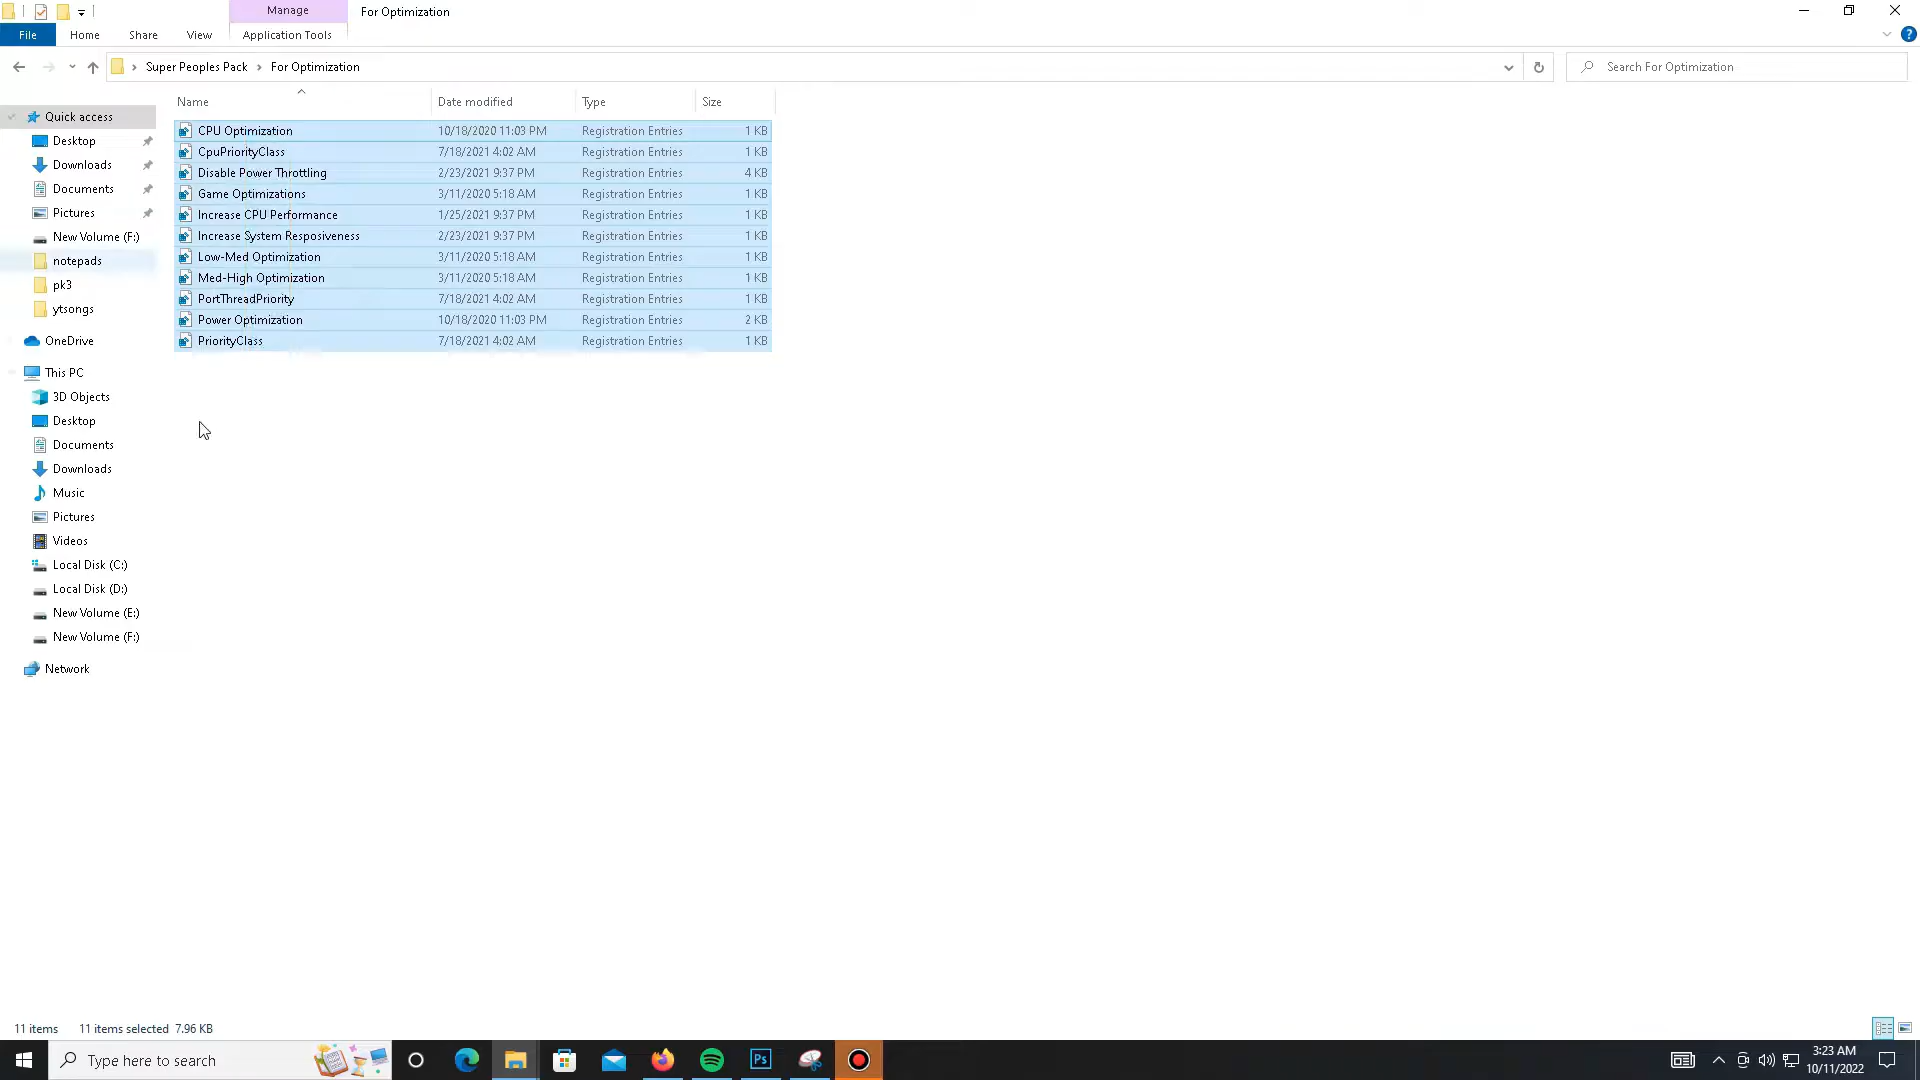 Manage For Optimization
File Home Share View Application Tools
Super Peoples Pack For Optimization Search For Optimization
Name Date modified Type Size
Quick access
Desktop
Downloads
Documents
Pictures
New Volume (F:)
notepads
pk3
ytsongs
OneDrive
This PC
3D Objects
Desktop
Documents
Downloads
Music
Pictures
Videos
Local Disk (C:)
Local Disk (D:)
New Volume (E:)
New Volume (F:)
Network
CPU Optimization 10/18/2020 11:03 PM Registration Entries 1 KB
CpuPriorityClass 7/18/2021 4:02 AM Registration Entries 1 KB
Disable Power Throttling 2/23/2021 9:37 PM Registration Entries 4 KB
Game Optimizations 3/11/2020 5:18 AM Registration Entries 1 KB
Increase CPU Performance 1/25/2021 9:37 PM Registration Entries 1 KB
Increase System Resposiveness 2/23/2021 9:37 PM Registration Entries 1 KB
Low-Med Optimization 3/11/2020 5:18 AM Registration Entries 1 KB
Med-High Optimization 3/11/2020 5:18 AM Registration Entries 1 KB
PortThreadPriority 7/18/2021 4:02 AM Registration Entries 1 KB
Power Optimization 10/18/2020 11:03 PM Registration Entries 2 KB
PriorityClass 7/18/2021 4:02 AM Registration Entries 1 KB
11 items 11 items selected 7.96 KB
Type here to search Ps 3:23 AM
10/11/2022